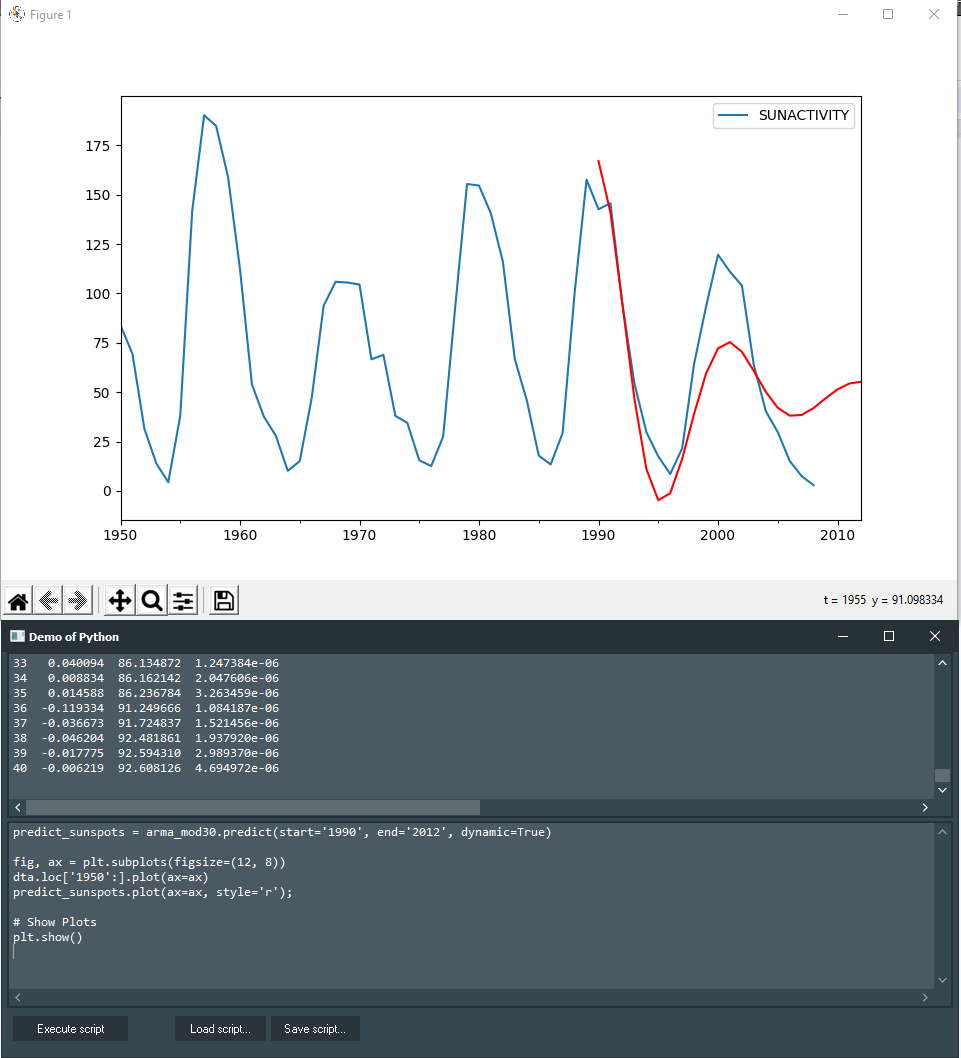 Figure 1
SUNACTIVITY
175
150
125
100
75
50
25
0
1950 1960 1970 1980 1990 2000 2010
t = 1955 y = 91.098334
Demo of Python
33 0.040094 86.134872 1.247384e-06
34 0.008834 86.162142 2.047606e-06
35 0.014588 86.236784 3.263459e-06
36 -0.119334 91.249666 1.084187e-06
37 -0.036673 91.724837 1.521456e-06
38 -0.046204 92.481861 1.937920e-06
39 -0.017775 92.594310 2.989370e-06
40 -0.006219 92.608126 4.694972e-06
predict_sunspots = arma_mod30.predict(start='1990', end='2012', dynamic=True)
fig, ax = plt.subplots(figsize=(12, 8))
dta.loc['1950':].plot(ax=ax)
predict_sunspots.plot(ax=ax, style='r');
# Show Plots
plt.show()
Execute script Load script... Save script...